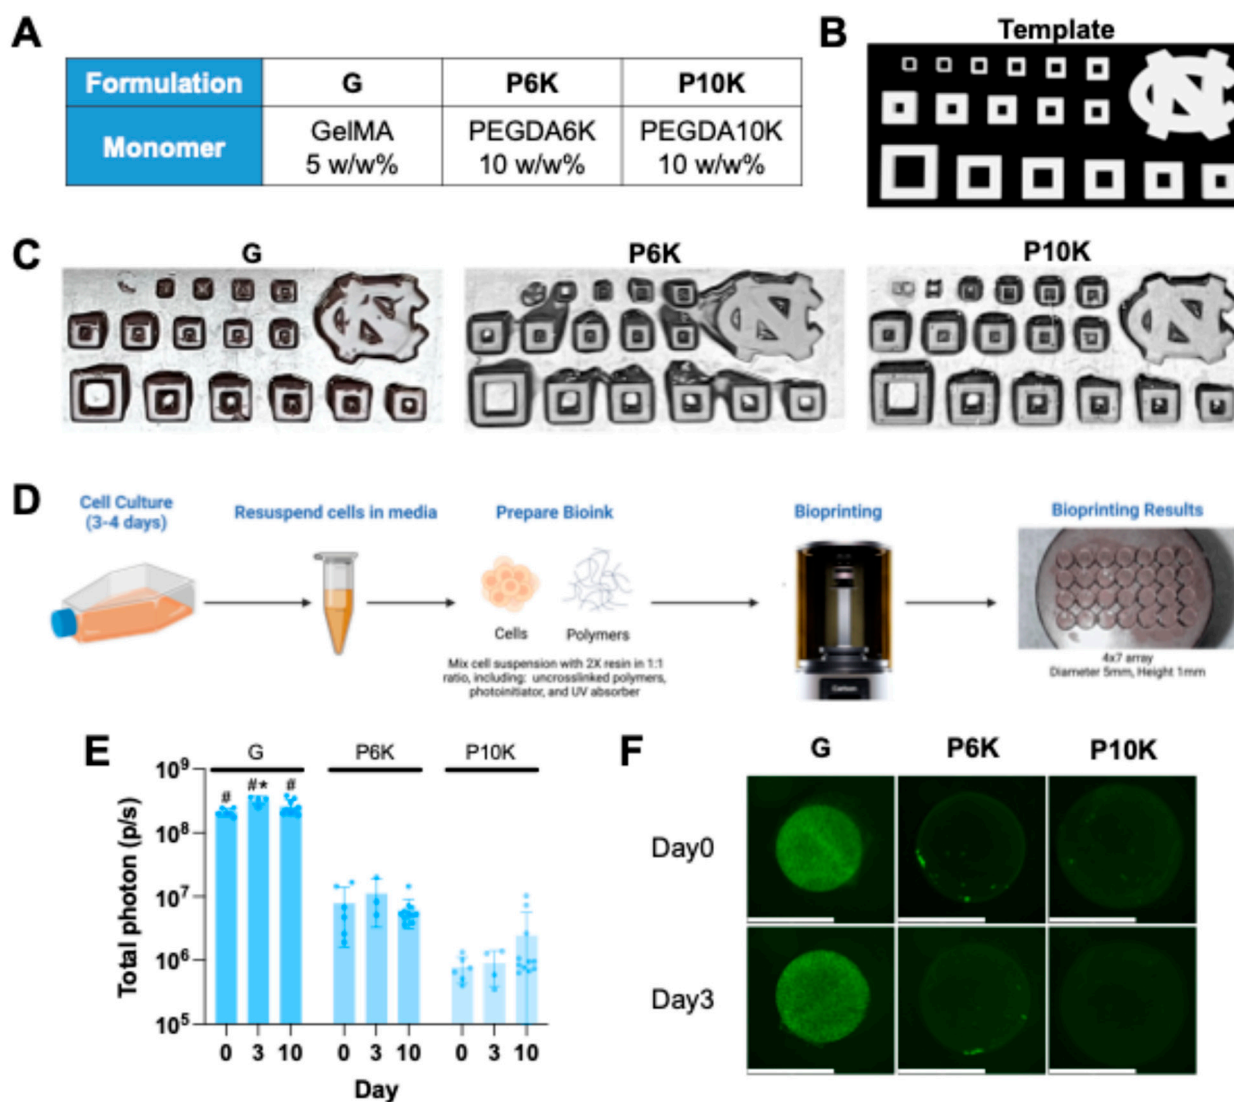 A
Formulation G P6K P10K
Monomer GelMA 5 w/w% PEGDA6K 10 w/w% PEGDA10K 10 w/w%
B
Template
C
G P6K P10K
D
Cell Culture
(3-4 days)
Resuspend cells in media
Prepare Bioink
Cells Polymers
Mix cell suspension with 2X resin in 1:1
ratio, including: uncrosslinked polymers,
photoinitiator, and UV absorber
Bioprinting
Carbon
Bioprinting Results
4x7 array
Diameter 5mm, Height 1mm
E
G P6K P10K
# #* #
10⁹
10⁸
10⁷
10⁶
10⁵
Total photon (p/s)
0 3 10 0 3 10 0 3 10
Day
F
G P6K P10K
Day0
Day3